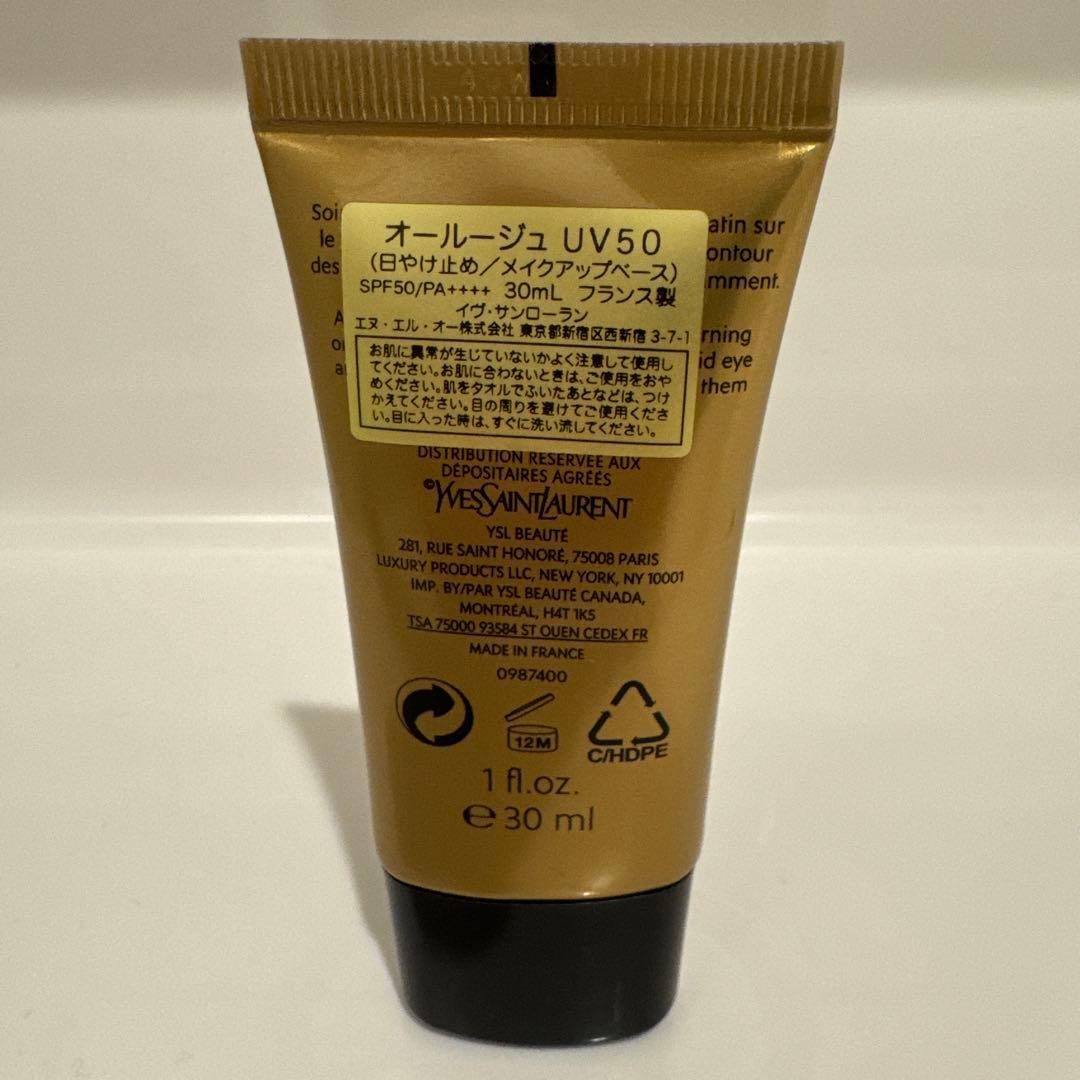 Soi
le
des
atin sur
ontour
mment.
オールージュ UV50
(日やけ止め/メイクアップベース)
SPF50/PA++++ 30mL フランス製
イヴ・サンローラン
エヌ・エル・オー株式会社 東京都新宿区西新宿 3-7-1
お肌に異常が生じていないかよく注意して使用し
てください。お肌に合わないときは、ご使用をおや
めください。肌をタオルでふいたあとなどは、つけ
かえてください。目の周りを避けてご使用くださ
い。目に入った時は、すぐに洗い流してください。
rning
id eye
them
DISTRIBUTION RÉSERVÉE AUX
DÉPOSITAIRES AGRÉÉS
©YVESSAINTLAURENT
YSL BEAUTÉ
281, RUE SAINT HONORÉ, 75008 PARIS
LUXURY PRODUCTS LLC, NEW YORK, NY 10001
IMP. BY/PAR YSL BEAUTÉ CANADA,
MONTRÉAL, H4T 1K5
TSA 75000 93584 ST OUEN CEDEX FR
MADE IN FRANCE
0987400
12M
C/HDPE
1 fl.oz.
℮ 30 ml